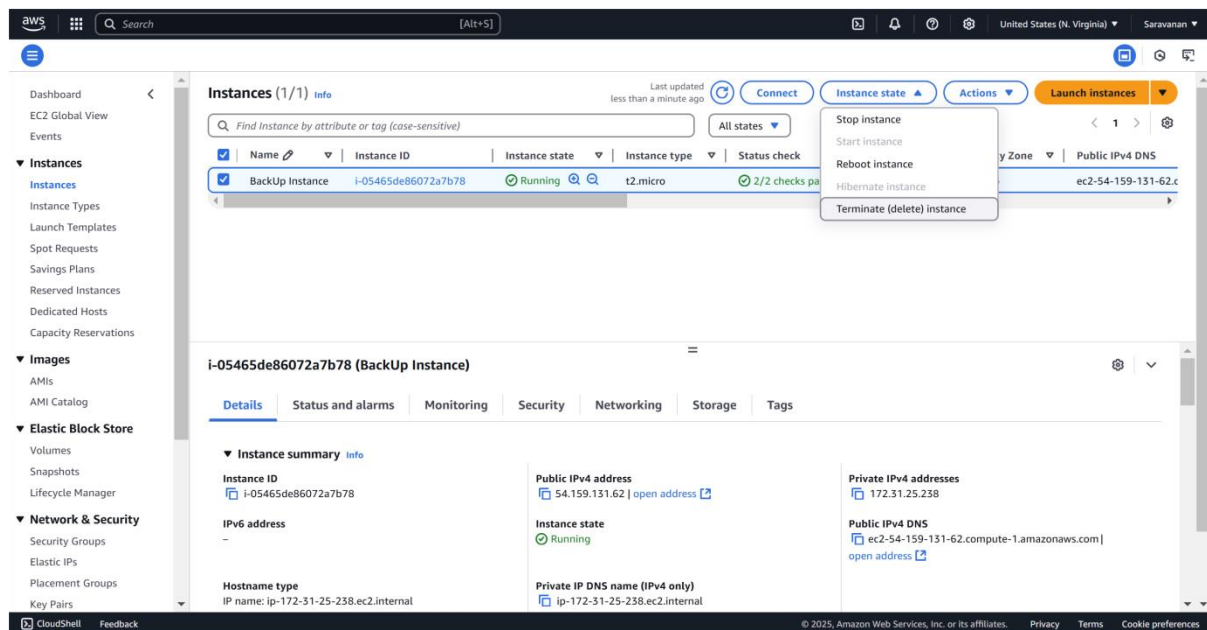 aws
Search
[Alt+S]
United States (N. Virginia)
Saravanan
Dashboard
EC2 Global View
Events
Instances
Instances
Instance Types
Launch Templates
Spot Requests
Savings Plans
Reserved Instances
Dedicated Hosts
Capacity Reservations
Images
AMIs
AMI Catalog
Elastic Block Store
Volumes
Snapshots
Lifecycle Manager
Network & Security
Security Groups
Elastic IPs
Placement Groups
Key Pairs
Instances (1/1) Info
Last updated
less than a minute ago
Connect
Instance state
Actions
Launch instances
Find Instance by attribute or tag (case-sensitive)
All states
1
Stop instance
Start instance
Reboot instance
Hibernate instance
Terminate (delete) instance
Name Instance ID Instance state Instance type Status check y Zone Public IPv4 DNS
BackUp Instance i-05465de86072a7b78 Running t2.micro 2/2 checks pa ec2-54-159-131-62.c
i-05465de86072a7b78 (BackUp Instance)
Details Status and alarms Monitoring Security Networking Storage Tags
Instance summary Info
Instance ID
i-05465de86072a7b78
Public IPv4 address
54.159.131.62 | open address
Private IPv4 addresses
172.31.25.238
IPv6 address
–
Instance state
Running
Public IPv4 DNS
ec2-54-159-131-62.compute-1.amazonaws.com |
open address
Hostname type
IP name: ip-172-31-25-238.ec2.internal
Private IP DNS name (IPv4 only)
ip-172-31-25-238.ec2.internal
CloudShell Feedback
© 2025, Amazon Web Services, Inc. or its affiliates. Privacy Terms Cookie preferences